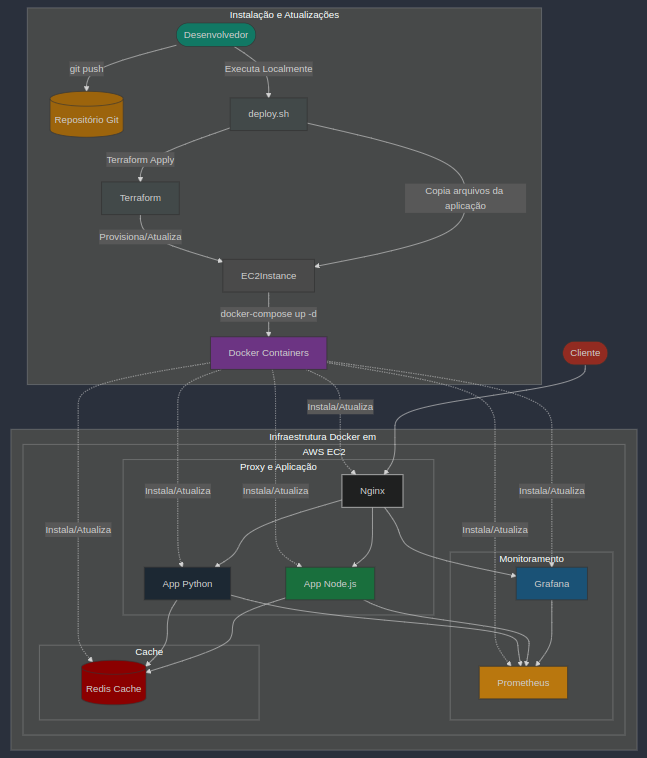 Instalação e Atualizações
Desenvolvedor
git push
Executa Localmente
Repositório Git
deploy.sh
Terraform Apply
Terraform
Copia arquivos da
aplicação
Provisiona/Atualiza
EC2Instance
docker-compose up -d
Docker Containers
Cliente
Instala/Atualiza
Infraestrutura Docker em
AWS EC2
Proxy e Aplicação
Nginx
Instala/Atualiza
Instala/Atualiza
Instala/Atualiza
Instala/Atualiza
Instala/Atualiza
Monitoramento
App Python
App Node.js
Grafana
Cache
Redis Cache
Prometheus